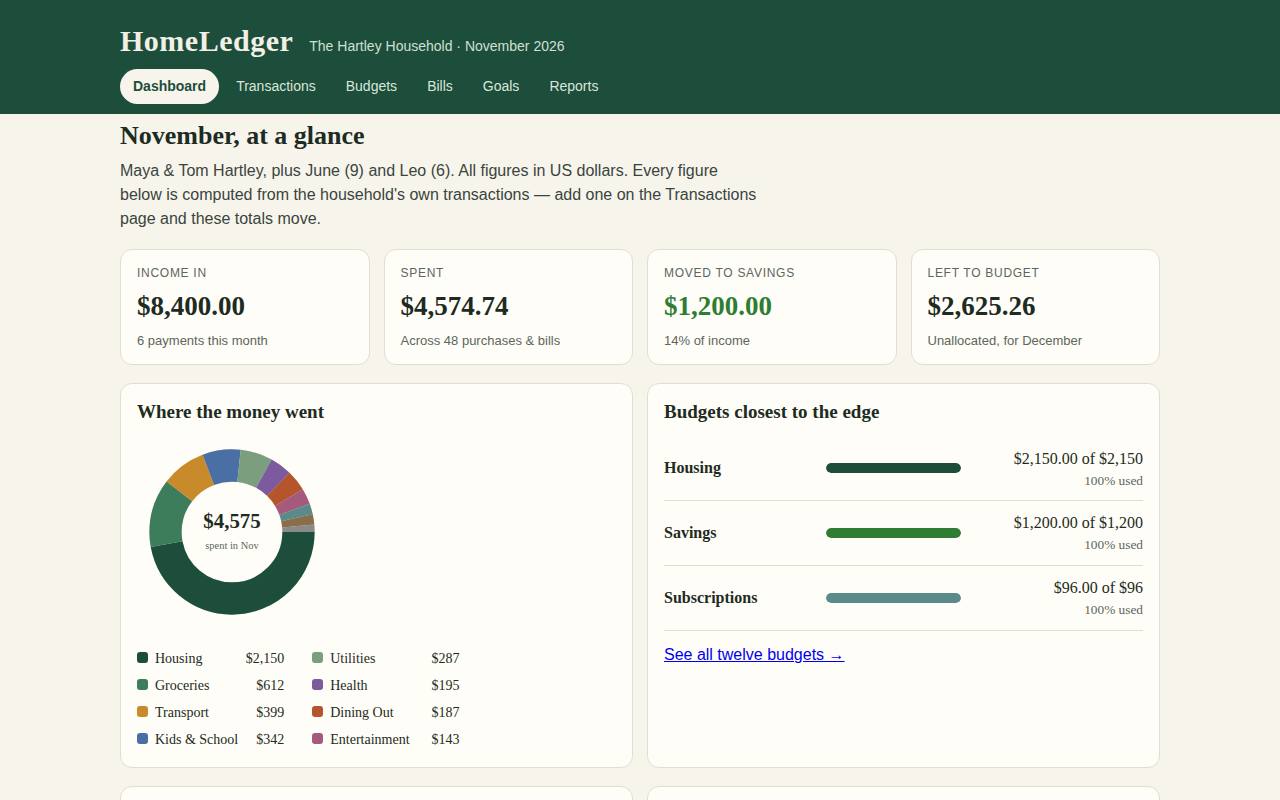 HomeLedger
The Hartley Household · November 2026
Dashboard Transactions Budgets Bills Goals Reports
November, at a glance
Maya & Tom Hartley, plus June (9) and Leo (6). All figures in US dollars. Every figure
below is computed from the household's own transactions — add one on the Transactions
page and these totals move.
INCOME IN
$8,400.00
6 payments this month
SPENT
$4,574.74
Across 48 purchases & bills
MOVED TO SAVINGS
$1,200.00
14% of income
LEFT TO BUDGET
$2,625.26
Unallocated, for December
Where the money went
$4,575
spent in Nov
Housing $2,150
Groceries $612
Transport $399
Kids & School $342
Utilities $287
Health $195
Dining Out $187
Entertainment $143
Budgets closest to the edge
Housing $2,150.00 of $2,150
100% used
Savings $1,200.00 of $1,200
100% used
Subscriptions $96.00 of $96
100% used
See all twelve budgets →